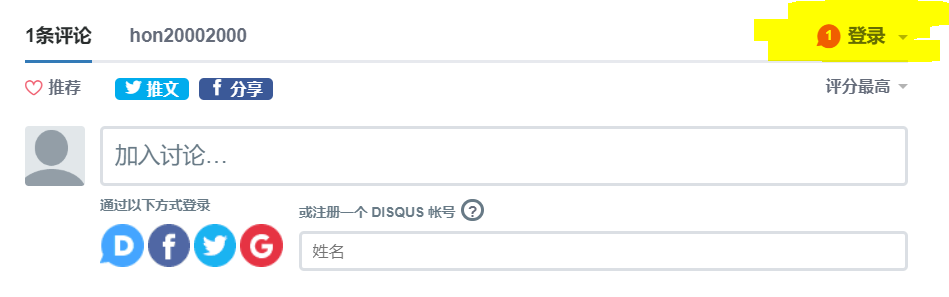 1条评论 hon20002000 1 登录
推荐 推文 分享 评分最高
加入讨论…
通过以下方式登录 或注册一个 DISQUS 帐号 ?
D f G 姓名